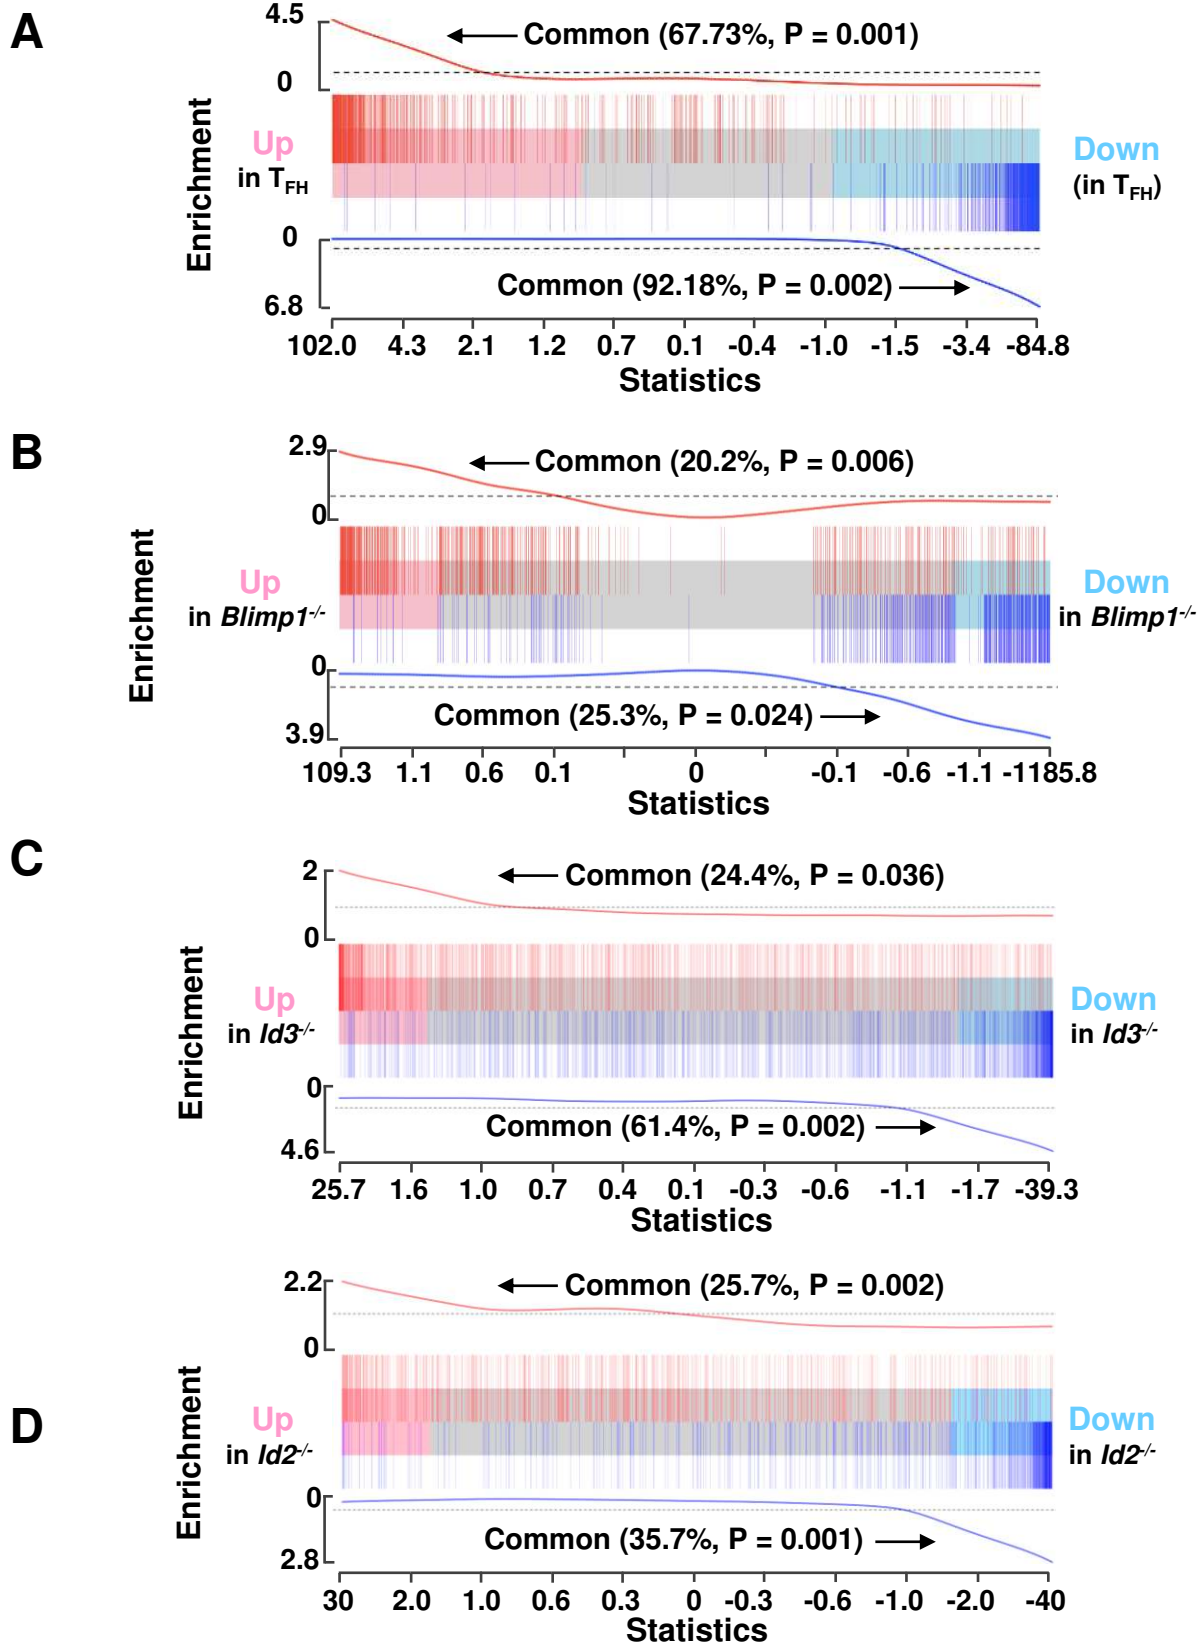 A
4.5
Common (67.73%, P = 0.001)
0
Enrichment
Up
in TFH
Down
(in TFH)
0
Common (92.18%, P = 0.002)
6.8
102.0 4.3 2.1 1.2 0.7 0.1 -0.4 -1.0 -1.5 -3.4 -84.8
Statistics
B
2.9
Common (20.2%, P = 0.006)
0
Enrichment
Up
in Blimp1-/-
Down
in Blimp1-/-
0
Common (25.3%, P = 0.024)
3.9
109.3 1.1 0.6 0.1 0 -0.1 -0.6 -1.1 -1185.8
Statistics
C
2
Common (24.4%, P = 0.036)
0
Enrichment
Up
in Id3-/-
Down
in Id3-/-
0
Common (61.4%, P = 0.002)
4.6
25.7 1.6 1.0 0.7 0.4 0.1 -0.3 -0.6 -1.1 -1.7 -39.3
Statistics
D
2.2
Common (25.7%, P = 0.002)
0
Enrichment
Up
in Id2-/-
Down
in Id2-/-
0
Common (35.7%, P = 0.001)
2.8
30 2.0 1.0 0.6 0.3 0 -0.3 -0.6 -1.0 -2.0 -40
Statistics